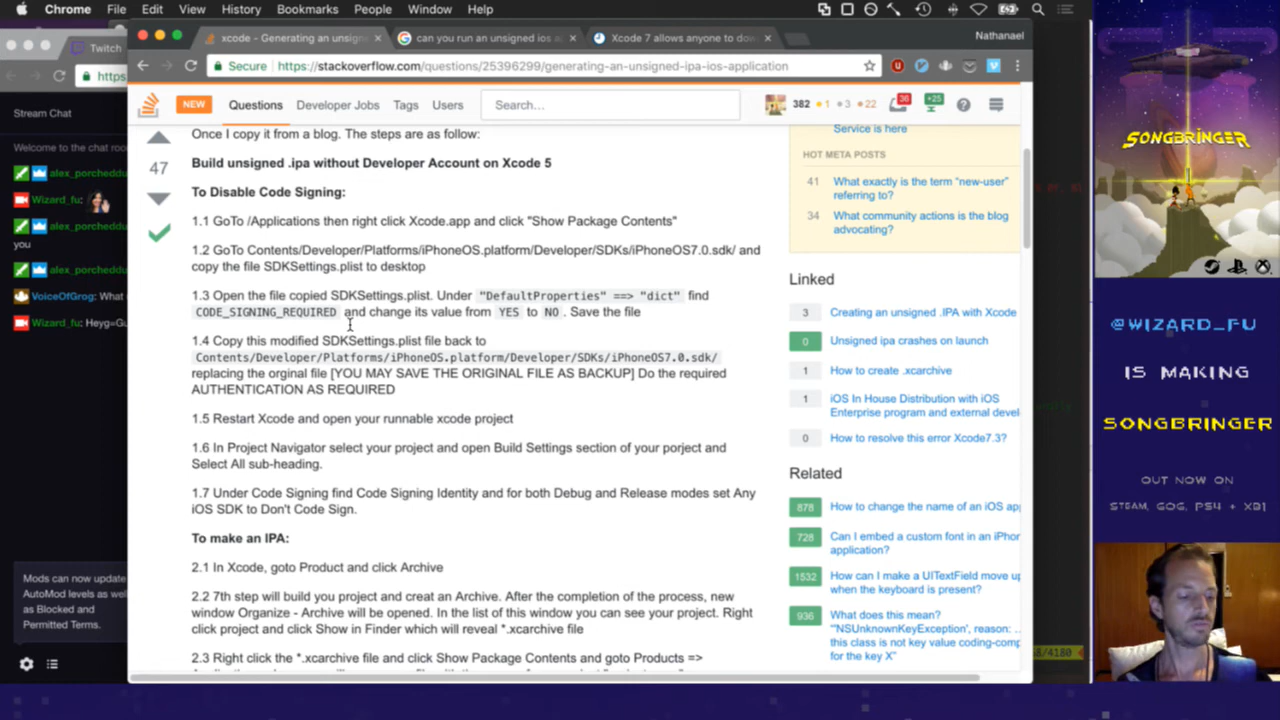 Chrome File Edit View History Bookmarks People Window Help
xcode - Generating an unsign
can you run an unsigned ios a
Xcode 7 allows anyone to dow
Nathanael
Twitch
https:
Secure https://stackoverflow.com/questions/25396299/generating-an-unsigned-ipa-ios-application
NEW Questions Developer Jobs Tags Users Search... 382 1 3 22 36 +25
Stream Chat
Welcome to the chat roo
alex_porcheddu
Wizard_fu:
alex_porcheddu
you
alex_porcheddu
VoiceOfGrog: What
Wizard_fu: Heyg=Gu
Mods can now update
AutoMod levels as well
as Blocked and
Permitted Terms.
47
Once I copy it from a blog. The steps are as follow:
Build unsigned .ipa without Developer Account on Xcode 5
To Disable Code Signing:
1.1 GoTo /Applications then right click Xcode.app and click "Show Package Contents"
1.2 GoTo Contents/Developer/Platforms/iPhoneOS.platform/Developer/SDKs/iPhoneOS7.0.sdk/ and
copy the file SDKSettings.plist to desktop
1.3 Open the file copied SDKSettings.plist. Under "DefaultProperties" ==> "dict" find
CODE_SIGNING_REQUIRED and change its value from YES to NO. Save the file
1.4 Copy this modified SDKSettings.plist file back to
Contents/Developer/Platforms/iPhoneOS.platform/Developer/SDKs/iPhoneOS7.0.sdk/
replacing the orginal file [YOU MAY SAVE THE ORIGINAL FILE AS BACKUP] Do the required
AUTHENTICATION AS REQUIRED
1.5 Restart Xcode and open your runnable xcode project
1.6 In Project Navigator select your project and open Build Settings section of your porject and
Select All sub-heading.
1.7 Under Code Signing find Code Signing Identity and for both Debug and Release modes set Any
iOS SDK to Don't Code Sign.
To make an IPA:
2.1 In Xcode, goto Product and click Archive
2.2 7th step will build you project and creat an Archive. After the completion of the process, new
window Organize - Archive will be opened. In the list of this window you can see your project. Right
click project and click Show in Finder which will reveal *.xcarchive file
2.3 Right click the *.xcarchive file and click Show Package Contents and goto Products =>
Service is here
HOT META POSTS
41 What exactly is the term "new-user"
referring to?
34 What community actions is the blog
advocating?
Linked
3 Creating an unsigned .IPA with Xcode
0 Unsigned ipa crashes on launch
1 How to create .xcarchive
1 iOS In House Distribution with iOS
Enterprise program and external devel
0 How to resolve this error Xcode7.3?
Related
878 How to change the name of an iOS ap
728 Can I embed a custom font in an iPhon
application?
1532 How can I make a UITextField move up
when the keyboard is present?
936 What does this mean?
"'NSUnknownKeyException', reason: …
this class is not key value coding-comp
for the key X"
SONGBRINGER
@WIZARD_FU
IS MAKING
SONGBRINGER
OUT NOW ON
STEAM, GOG, PS4 + XB1